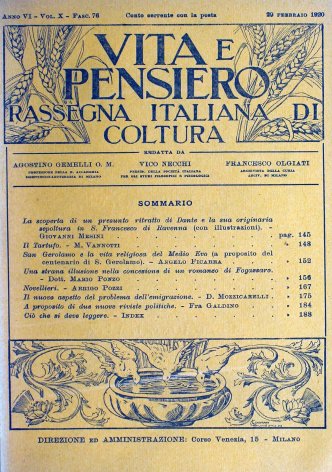 ANNO VI - VOL. X - FASC. 76 Conto corrente con la posta 29 FEBBRAIO 1920
VITA E
PENSIERO
RASSEGNA ITALIANA DI
COLTURA
REDATTA DA
AGOSTINO GEMELLI O. M. VICO NECCHI FRANCESCO OLGIATI
SOMMARIO
La scoperta di un presunto ritratto di Dante e la sua originaria
sepoltura in S. Francesco di Ravenna (con illustrazioni). -
GIOVANNI MESINI pag. 145
Il Tartufo. - M. VANNOTTI » 148
San Gerolamo e la vita religiosa del Medio Evo (a proposito del
centenario di S. Gerolamo). - ANGELO FICARRA » 152
Una strana illusione nella concezione di un romanzo di Fogazzaro.
- Dott. MARIO PONZO » 156
Novellieri. - ARRIGO POZZI » 167
Il nuovo aspetto del problema dell'emigrazione. - D. MOZZICARELLI » 175
A proposito di due nuove riviste politiche. - FRA GALDINO » 184
Ciò che si deve leggere. - INDEX » 188
DIREZIONE ED AMMINISTRAZIONE: Corso Venezia, 15 - MILANO